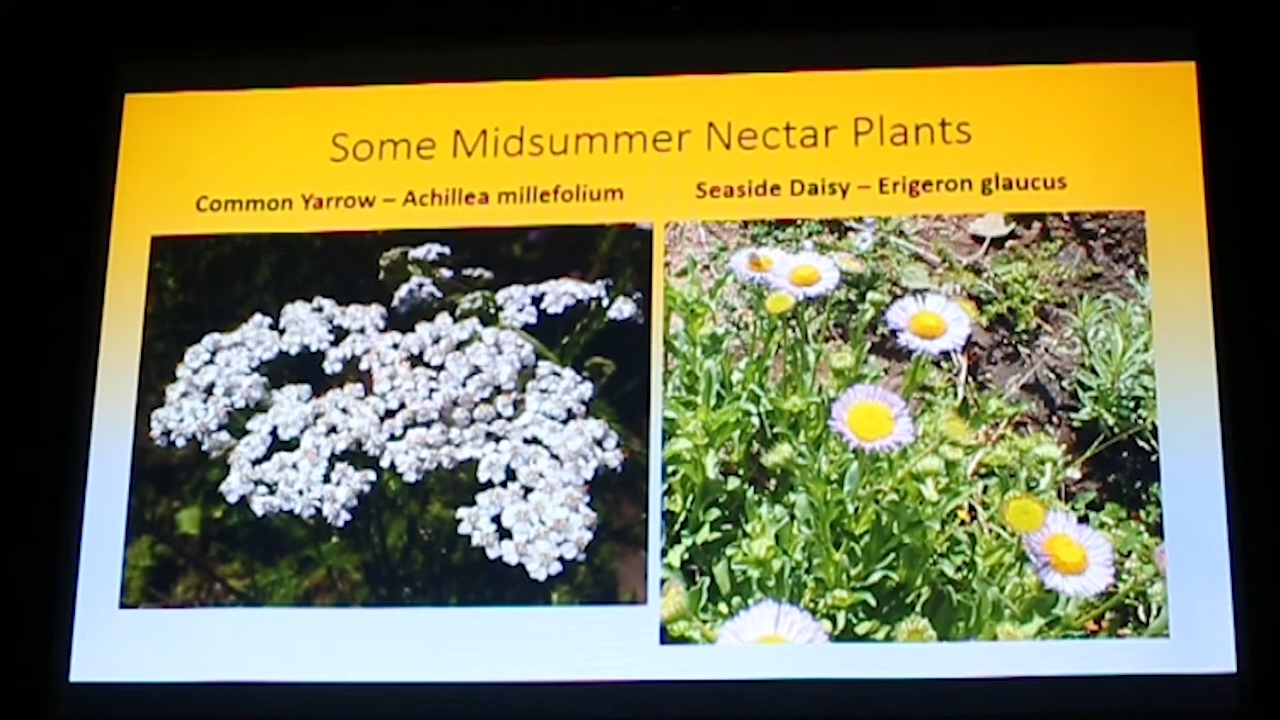 Some Midsummer Nectar Plants
Common Yarrow – Achillea millefolium
Seaside Daisy – Erigeron glaucus